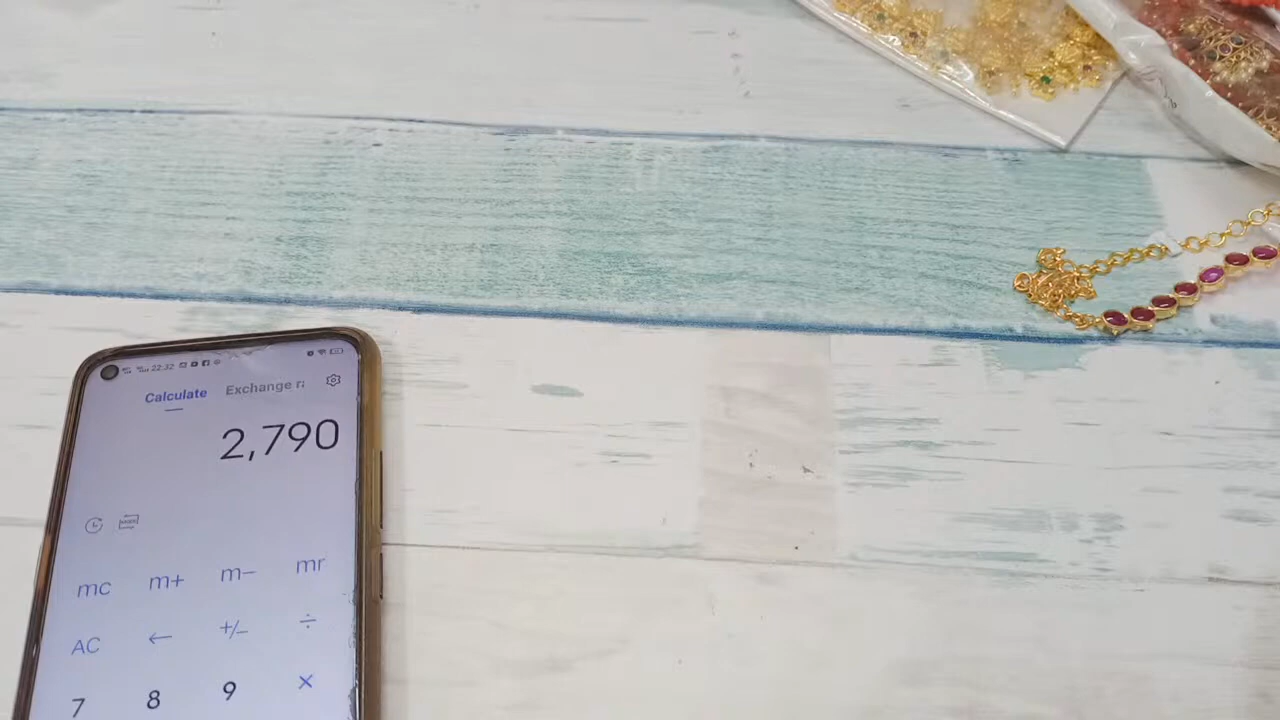 22:32
Calculate Exchange r
2,790
mc m+ m− mr
AC ← +/− ÷
7 8 9 ×